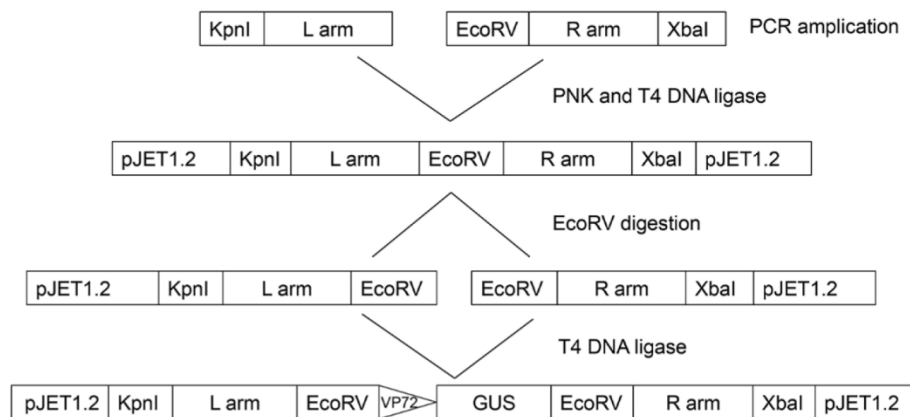 KpnI L arm EcoRV R arm XbaI PCR amplication
PNK and T4 DNA ligase
pJET1.2 KpnI L arm EcoRV R arm XbaI pJET1.2
EcoRV digestion
pJET1.2 KpnI L arm EcoRV EcoRV R arm XbaI pJET1.2
T4 DNA ligase
pJET1.2 KpnI L arm EcoRV VP72 GUS EcoRV R arm XbaI pJET1.2